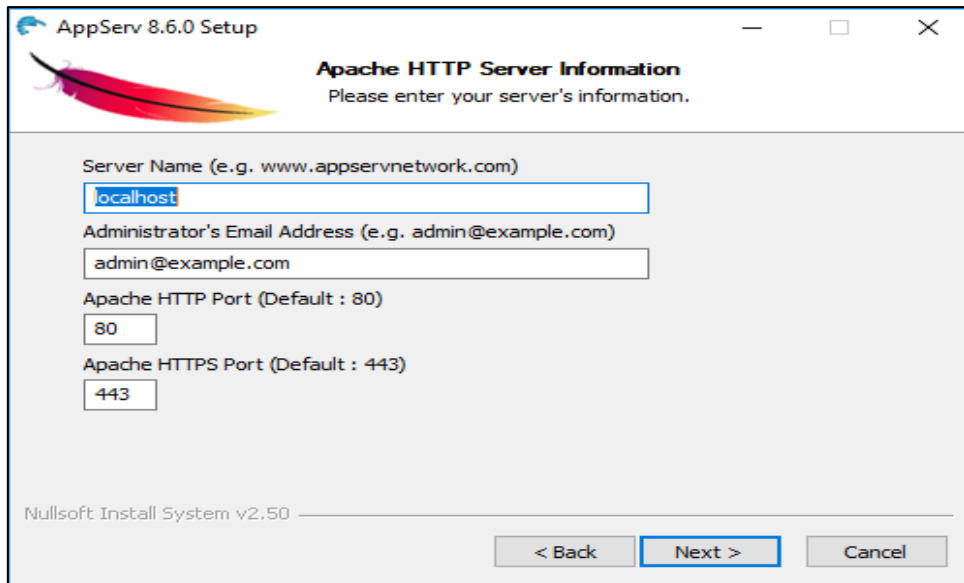 AppServ 8.6.0 Setup
Apache HTTP Server Information
Please enter your server's information.
Server Name (e.g. www.appservnetwork.com)
localhost
Administrator's Email Address (e.g. admin@example.com)
admin@example.com
Apache HTTP Port (Default : 80)
80
Apache HTTPS Port (Default : 443)
443
Nullsoft Install System v2.50
< Back Next > Cancel